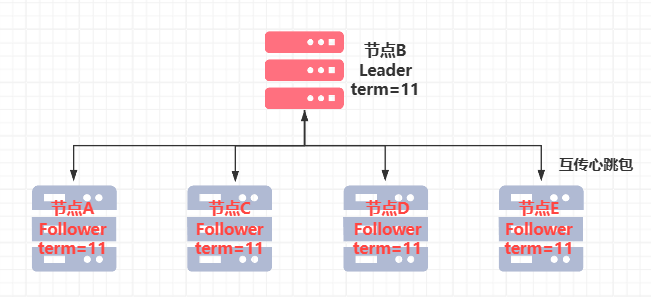 节点B
Leader
term=11
互传心跳包
节点A
Follower
term=11
节点C
Follower
term=11
节点D
Follower
term=11
节点E
Follower
term=11